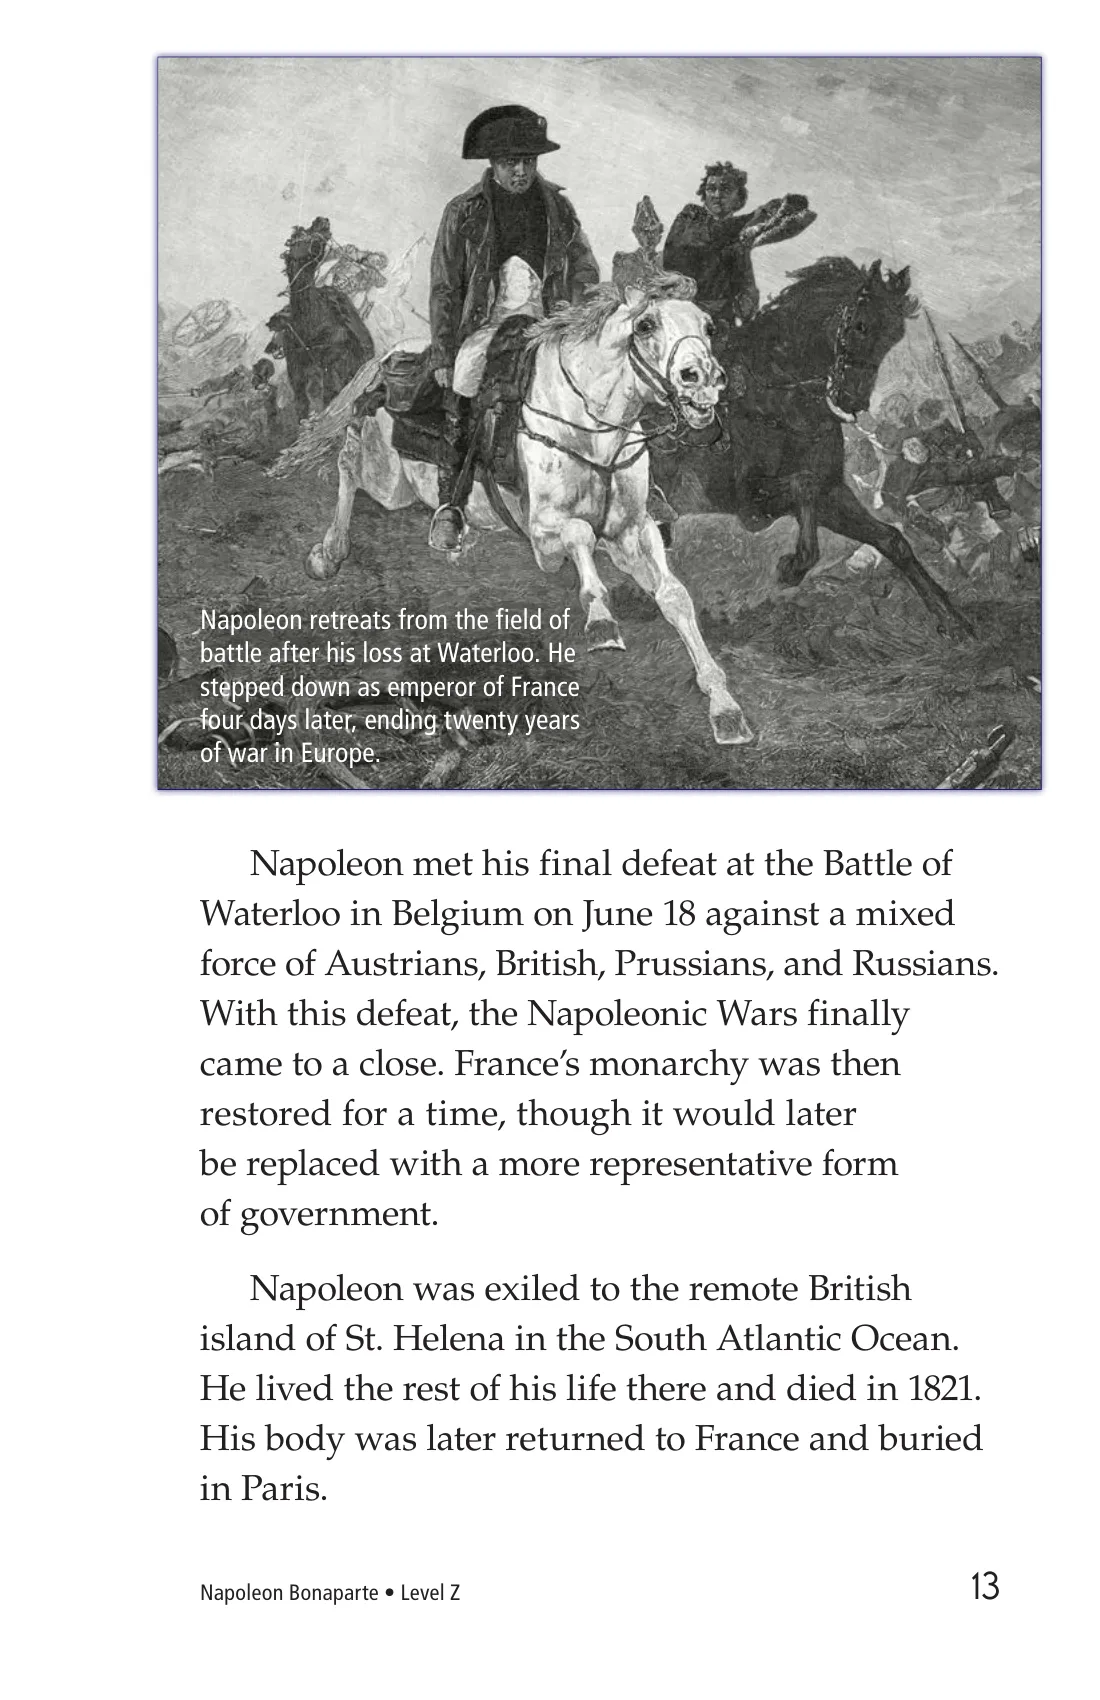 Napoleon retreats from the field of
battle after his loss at Waterloo. He
stepped down as emperor of France
four days later, ending twenty years
of war in Europe.
Napoleon met his final defeat at the Battle of
Waterloo in Belgium on June 18 against a mixed
force of Austrians, British, Prussians, and Russians.
With this defeat, the Napoleonic Wars finally
came to a close. France’s monarchy was then
restored for a time, though it would later
be replaced with a more representative form
of government.
Napoleon was exiled to the remote British
island of St. Helena in the South Atlantic Ocean.
He lived the rest of his life there and died in 1821.
His body was later returned to France and buried
in Paris.
Napoleon Bonaparte • Level Z
13